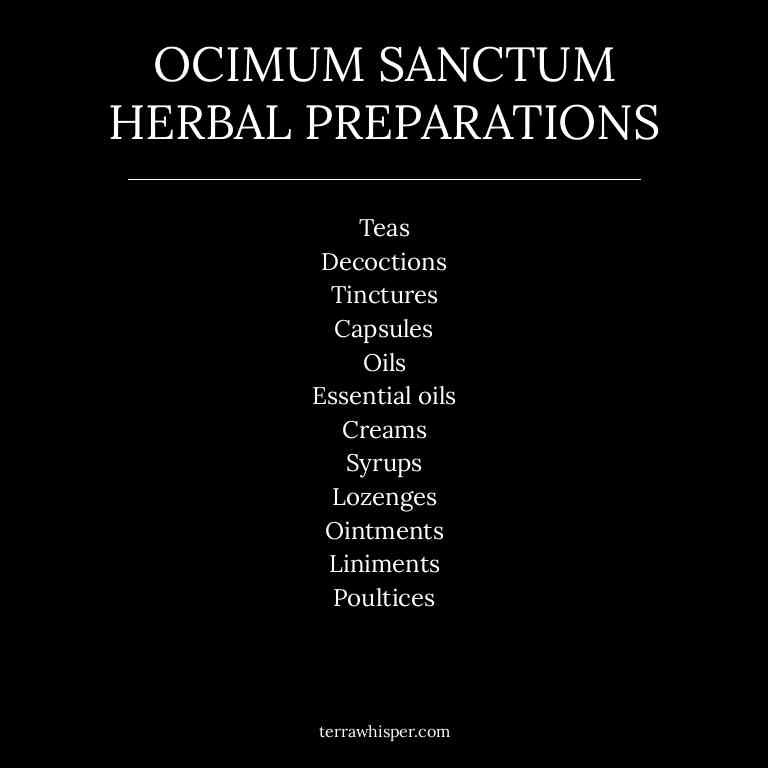 OCIMUM SANCTUM
HERBAL PREPARATIONS
Teas
Decoctions
Tinctures
Capsules
Oils
Essential oils
Creams
Syrups
Lozenges
Ointments
Liniments
Poultices
terrawhisper.com